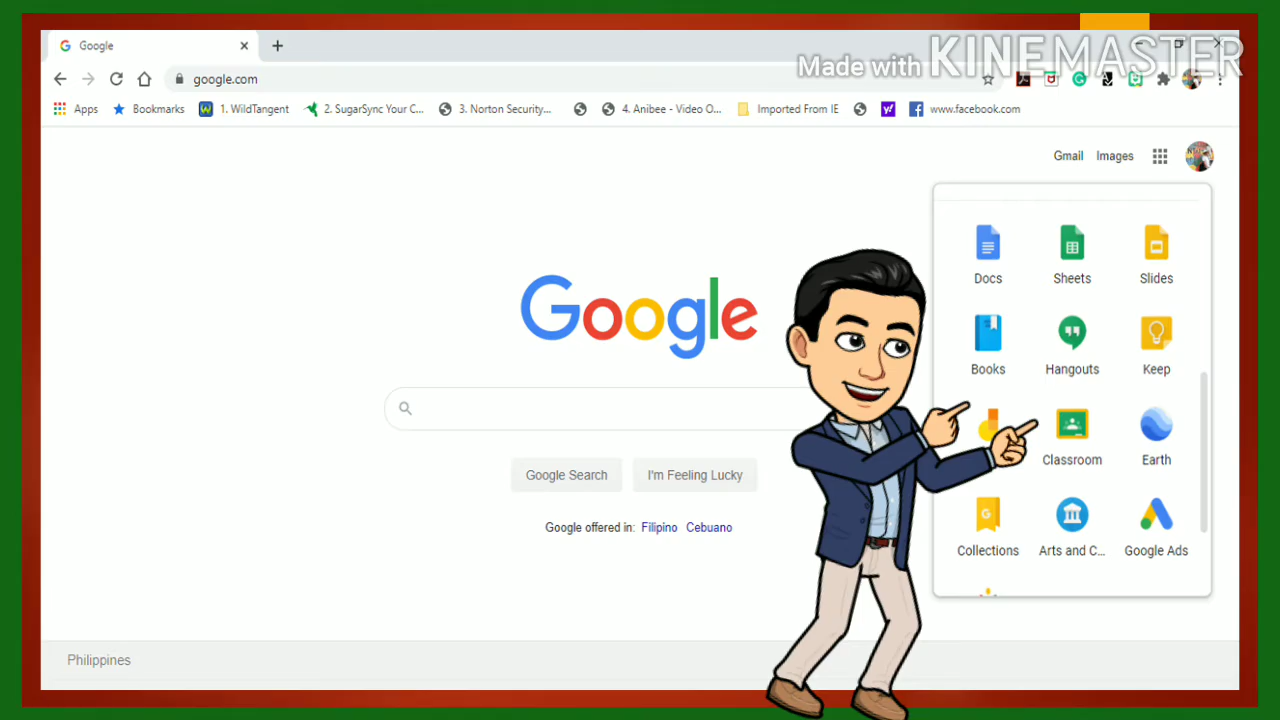 Google
Made with KINEMASTER
google.com
Apps Bookmarks 1. WildTangent 2. SugarSync Your C... 3. Norton Security... 4. Anibee - Video O... Imported From IE www.facebook.com
Gmail Images
Docs Sheets Slides
Google
Books Hangouts Keep
Classroom Earth
Google Search I'm Feeling Lucky
Google offered in: Filipino Cebuano
Collections Arts and C... Google Ads
Philippines